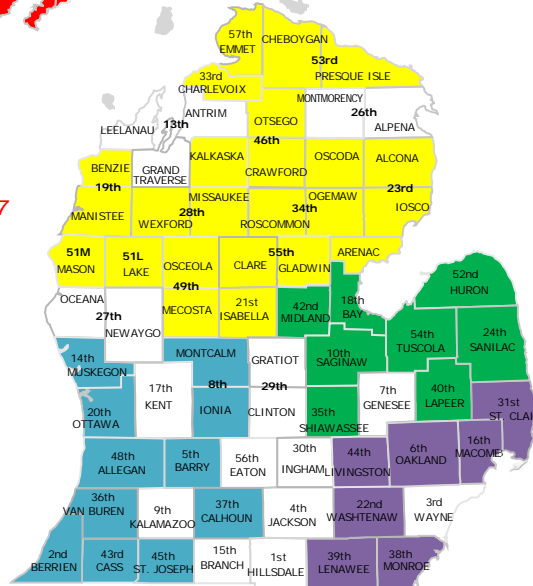 57th
EMMET
CHEBOYGAN
53rd
PRESQUE ISLE
33rd
CHARLEVOIX
ANTRIM
13th
LEELANAU
OTSEGO
MONTMORENCY
26th
ALPENA
46th
KALKASKA
CRAWFORD
OSCODA
ALCONA
BENZIE
GRAND
TRAVERSE
19th
MANISTEE
MISSAUKEE
28th
WEXFORD
34th
ROSCOMMON
OGEMAW
23rd
IOSCO
7
51M
MASON
51L
LAKE
OSCEOLA
CLARE
55th
GLADWIN
ARENAC
49th
MECOSTA
21st
ISABELLA
42nd
MIDLAND
18th
BAY
52nd
HURON
OCEANA
27th
NEWAYGO
54th
TUSCOLA
24th
SANILAC
14th
MUSKEGON
MONTCALM
GRATIOT
10th
SAGINAW
17th
KENT
8th
IONIA
29th
CLINTON
35th
SHIAWASSEE
7th
GENESEE
40th
LAPEER
31st
ST. CLAI
20th
OTTAWA
48th
ALLEGAN
5th
BARRY
56th
EATON
30th
INGHAM
44th
LIVINGSTON
6th
OAKLAND
16th
MACOMB
36th
VAN BUREN
9th
KALAMAZOO
37th
CALHOUN
4th
JACKSON
22nd
WASHTENAW
3rd
WAYNE
2nd
BERRIEN
43rd
CASS
45th
ST. JOSEPH
15th
BRANCH
1st
HILLSDALE
39th
LENAWEE
38th
MONROE